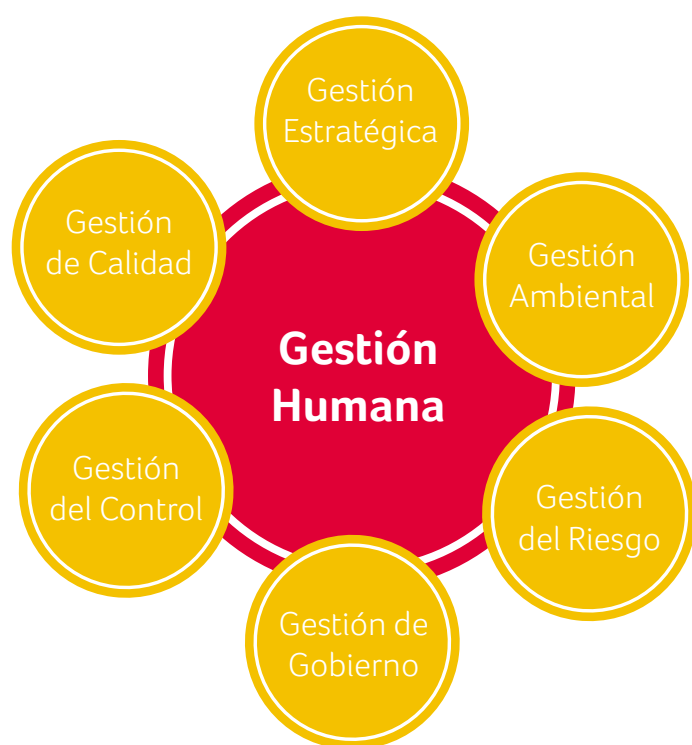 Gestión
Estratégica
Gestión
de Calidad
Gestión
Ambiental
Gestión
Humana
Gestión
del Control
Gestión
del Riesgo
Gestión de
Gobierno